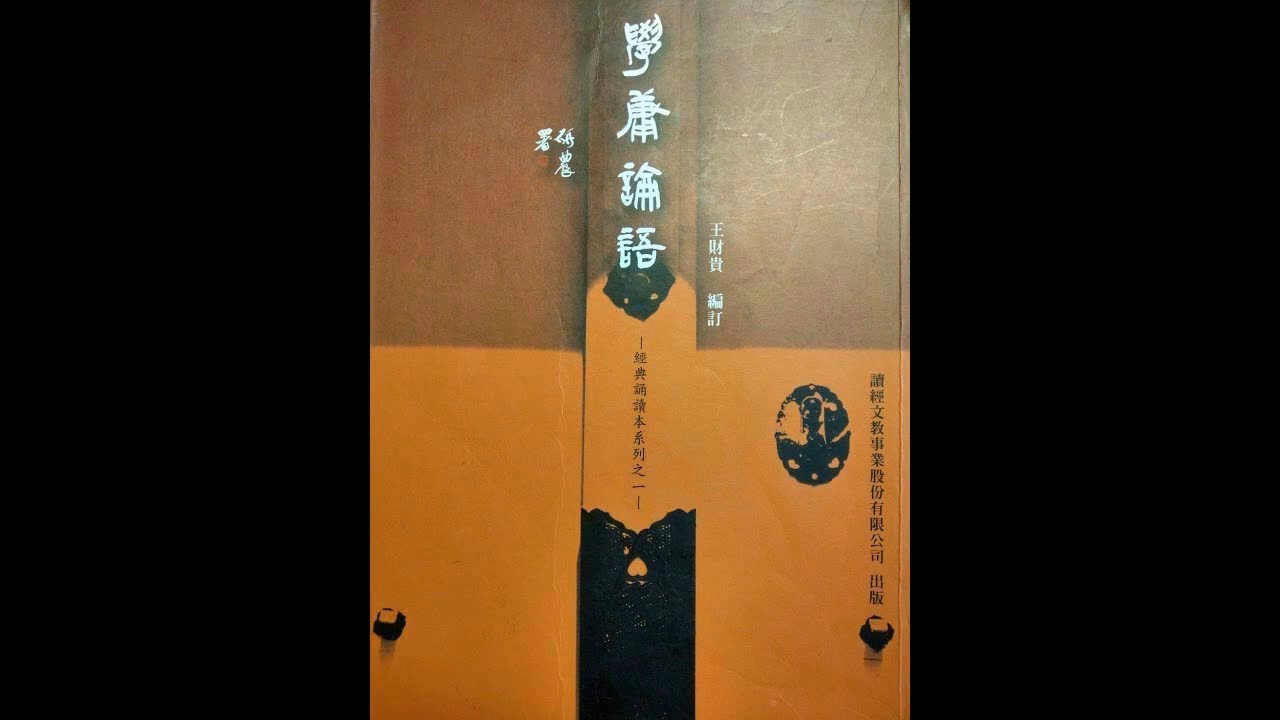 學庸論語
砥農
署
王財貴 編訂
—經典誦讀本系列之一—
讀經文教事業股份有限公司 出版